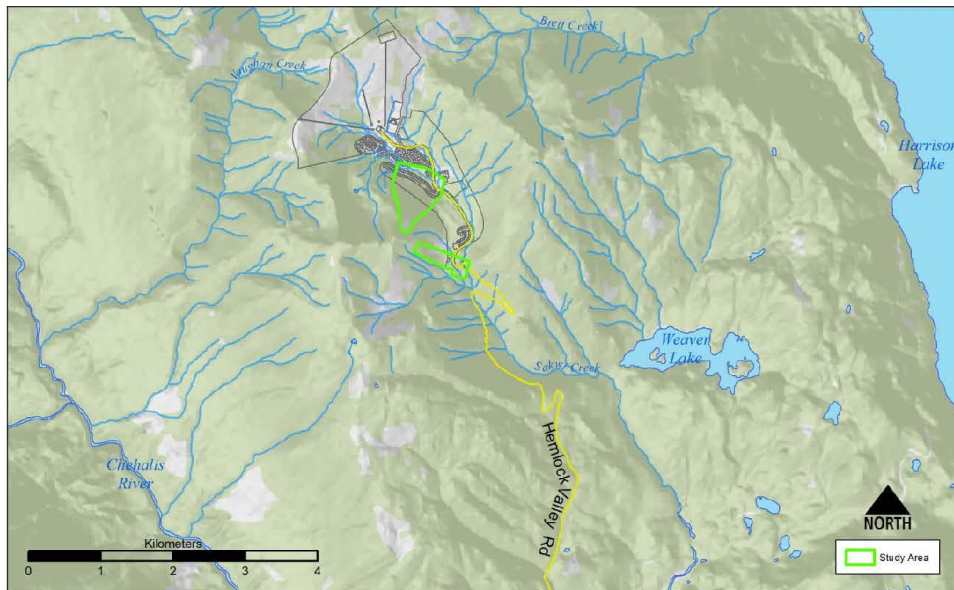 Brett Creek
Vaughan Creek
Harrison
Lake
Weaver
Lake
Sakwi Creek
Hemlock Valley Rd
Chehalis
River
Kilometers
0 1 2 3 4
NORTH
Study Area